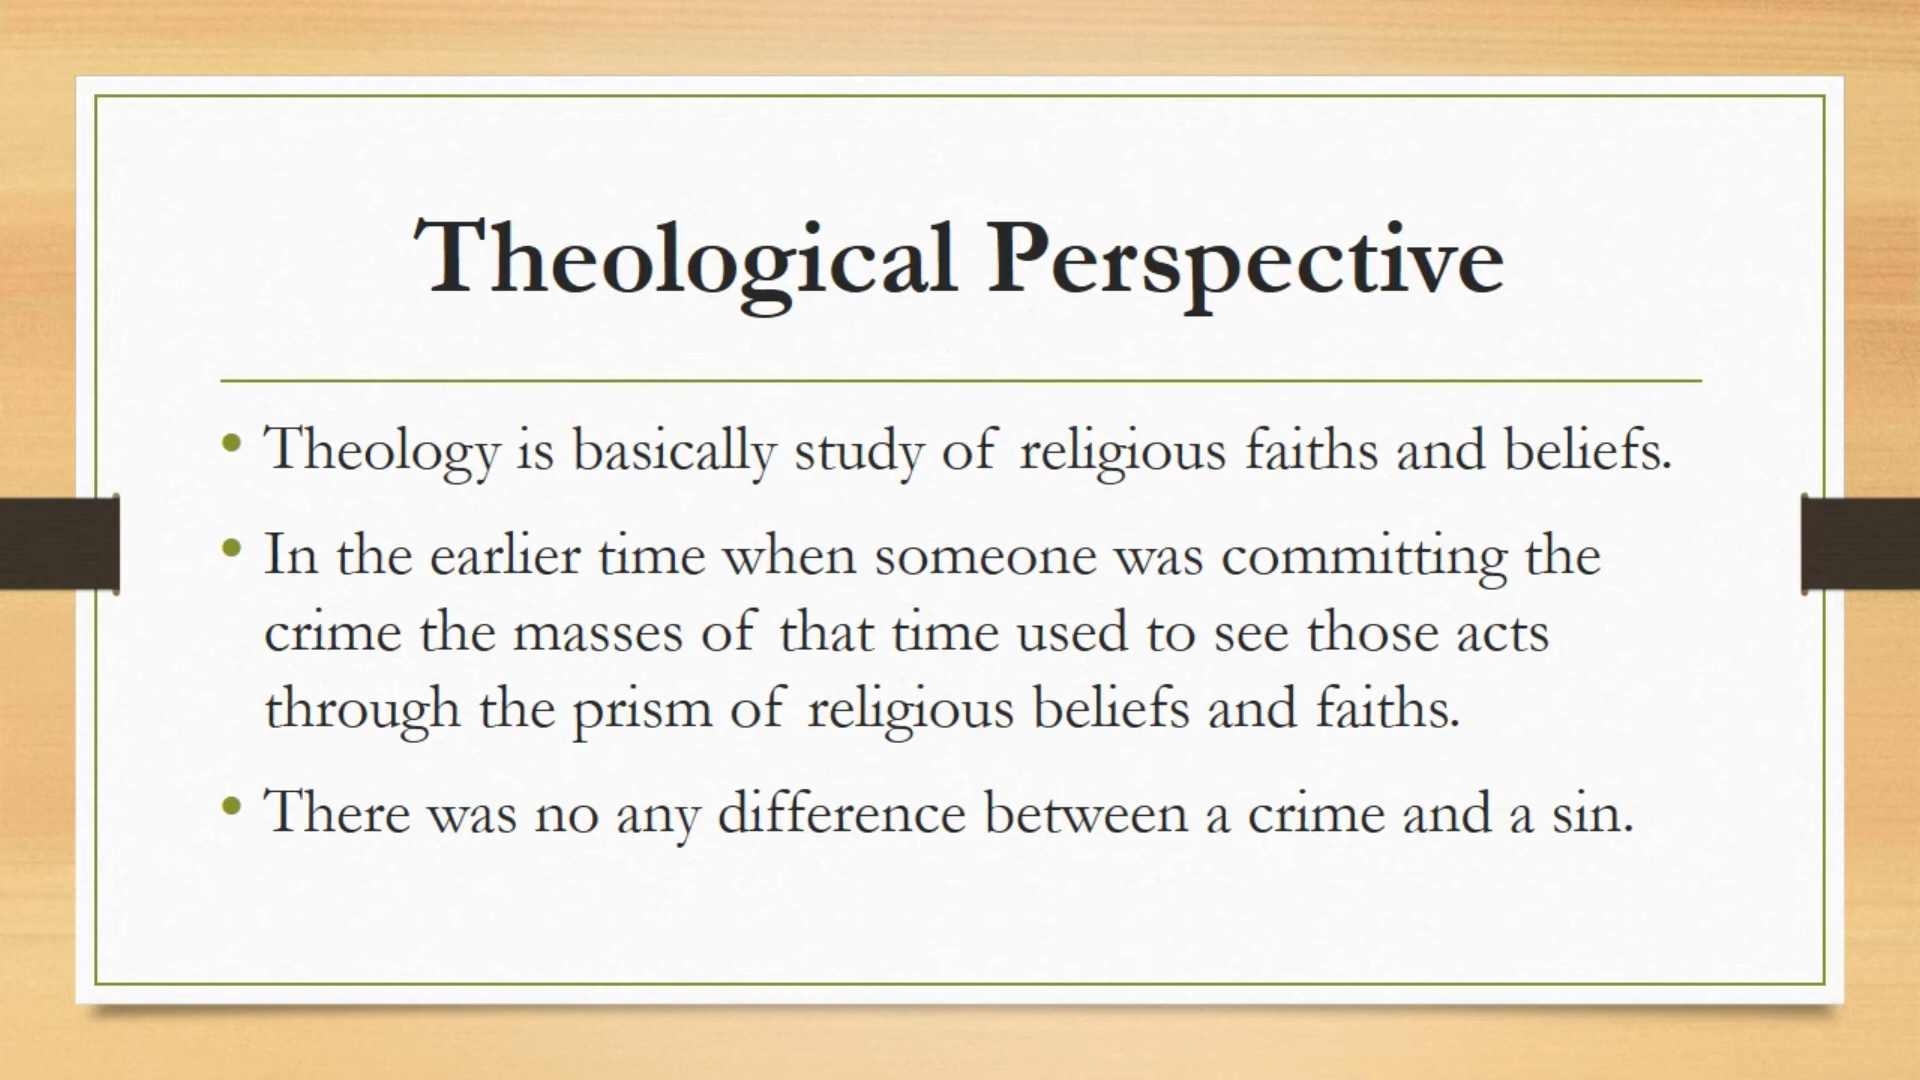 Theological Perspective
• Theology is basically study of religious faiths and beliefs.
• In the earlier time when someone was committing the
crime the masses of that time used to see those acts
through the prism of religious beliefs and faiths.
• There was no any difference between a crime and a sin.